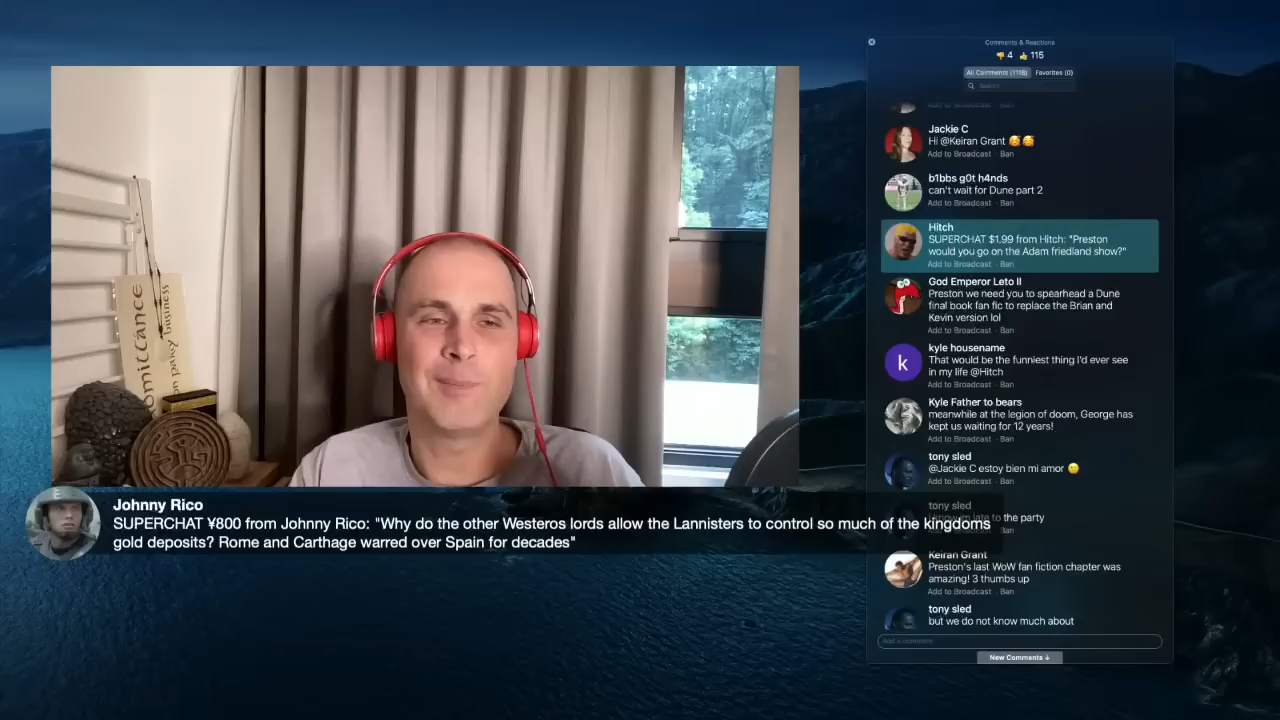 omittance
on party business
E
Johnny Rico
SUPERCHAT ¥800 from Johnny Rico: "Why do the other Westeros lords allow the Lannisters to control so much of the kingdoms
gold deposits? Rome and Carthage warred over Spain for decades"
Comments & Reactions
👎 4 👍 115
All Comments (1118) Favorites (0)
Search
Add to Broadcast · Ban
Jackie C
Hi @Keiran Grant 🥰 🥰
Add to Broadcast · Ban
b1bbs g0t h4nds
can't wait for Dune part 2
Add to Broadcast · Ban
Hitch
SUPERCHAT $1.99 from Hitch: "Preston
would you go on the Adam friedland show?"
Add to Broadcast · Ban
God Emperor Leto II
Preston we need you to spearhead a Dune
final book fan fic to replace the Brian and
Kevin version lol
Add to Broadcast · Ban
k
kyle housename
That would be the funniest thing I'd ever see
in my life @Hitch
Add to Broadcast · Ban
Kyle Father to bears
meanwhile at the legion of doom, George has
kept us waiting for 12 years!
Add to Broadcast · Ban
tony sled
@Jackie C estoy bien mi amor
Add to Broadcast · Ban
tony sled
late to the party
Ban
Keiran Grant
Preston's last WoW fan fiction chapter was
amazing! 3 thumbs up
Add to Broadcast · Ban
tony sled
but we do not know much about
Add a comment
New Comments ↓